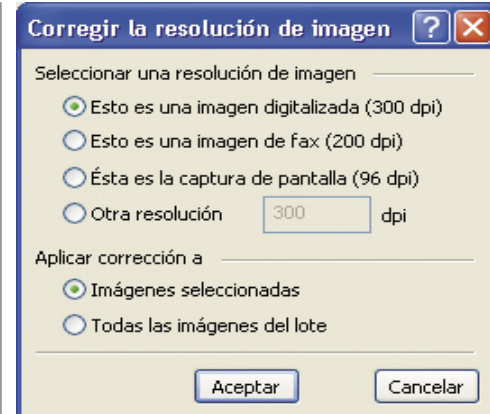 Corregir la resolución de imagen
Seleccionar una resolución de imagen
Esto es una imagen digitalizada (300 dpi)
Esto es una imagen de fax (200 dpi)
Ésta es la captura de pantalla (96 dpi)
Otra resolución 300 dpi
Aplicar corrección a
Imágenes seleccionadas
Todas las imágenes del lote
Aceptar Cancelar